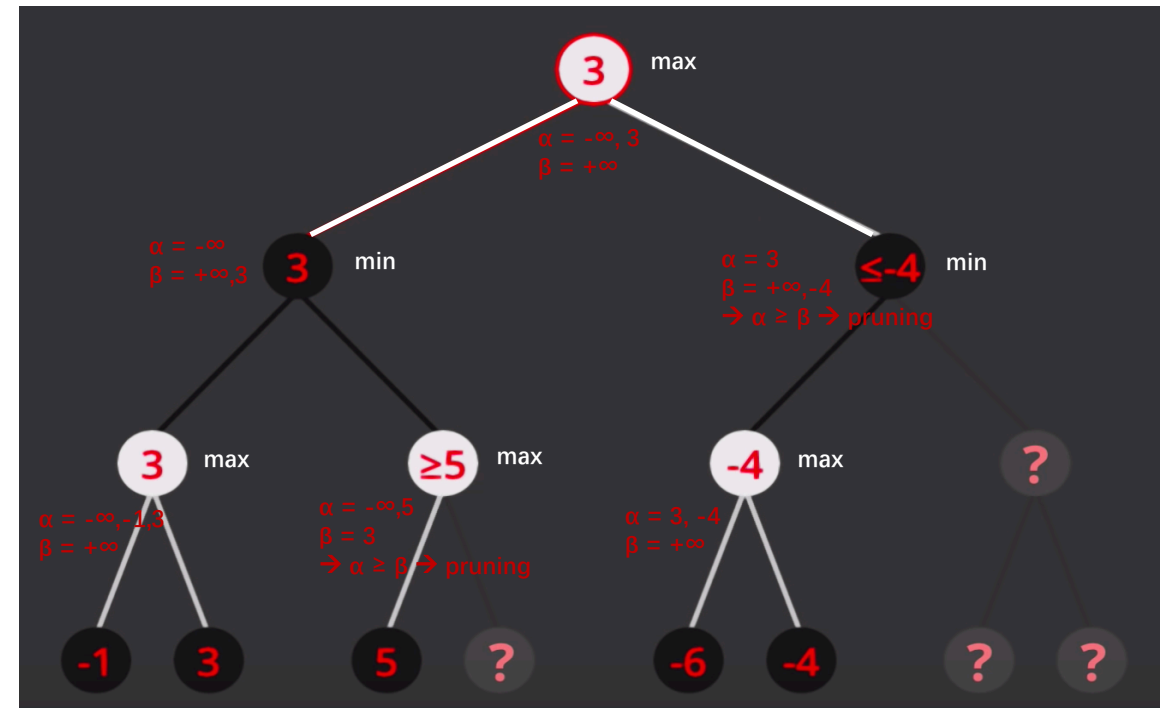 3 max
α = -∞, 3
β = +∞
α = -∞
β = +∞,3
3 min
α = 3
β = +∞,-4
→ α ≥ β → pruning
≤-4 min
3 max
≥5 max
-4 max
?
α = -∞,-1,3
β = +∞
α = -∞,5
β = 3
→ α ≥ β → pruning
α = 3, -4
β = +∞
-1 3 5 ? -6 -4 ? ?